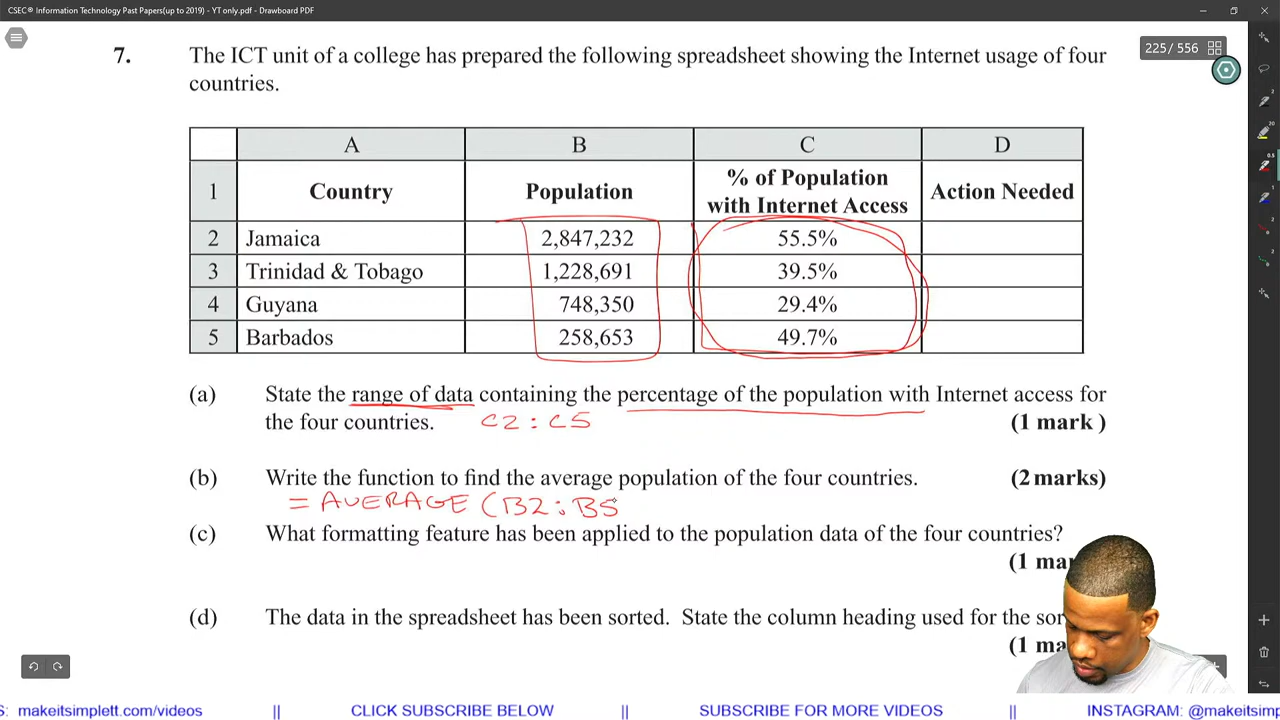 CSEC® Information Technology Past Papers(up to 2019) - YT only.pdf - Drawboard PDF
225 / 556
7. The ICT unit of a college has prepared the following spreadsheet showing the Internet usage of four
countries.
A B C D
1 Country Population % of Population with Internet Access Action Needed
2 Jamaica 2,847,232 55.5%
3 Trinidad & Tobago 1,228,691 39.5%
4 Guyana 748,350 29.4%
5 Barbados 258,653 49.7%
(a) State the range of data containing the percentage of the population with Internet access for
the four countries. C2 : C5 (1 mark )
(b) Write the function to find the average population of the four countries. (2 marks)
= AVERAGE (B2 : B5
(c) What formatting feature has been applied to the population data of the four countries?
(1 ma
(d) The data in the spreadsheet has been sorted. State the column heading used for the sor
(1 ma
S: makeitsimplett.com/videos || CLICK SUBSCRIBE BELOW || SUBSCRIBE FOR MORE VIDEOS || INSTAGRAM: @makeitsimp